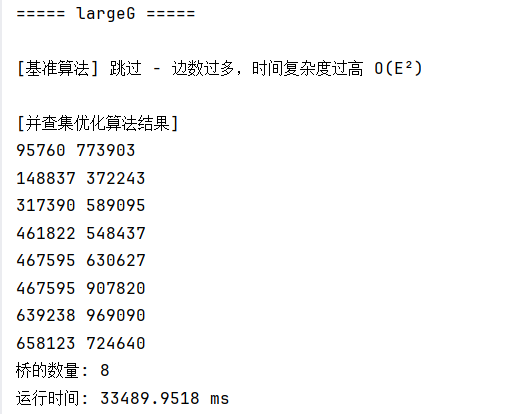 ===== largeG =====
[基准算法] 跳过 - 边数过多，时间复杂度过高 O(E²)
[并查集优化算法结果]
95760 773903
148837 372243
317390 589095
461822 548437
467595 630627
467595 907820
639238 969090
658123 724640
桥的数量: 8
运行时间: 33489.9518 ms